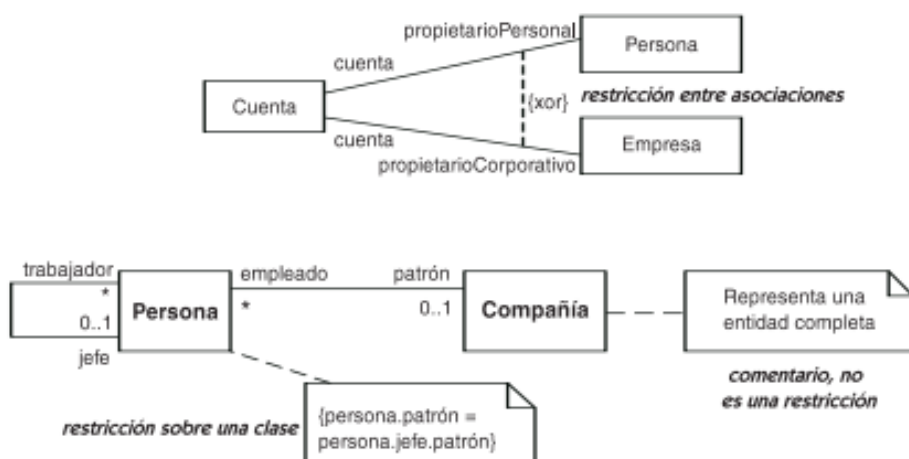 propietarioPersonal
Persona
cuenta
Cuenta
{xor}
restricción entre asociaciones
cuenta
Empresa
propietarioCorporativo
trabajador
*
0..1
jefe
Persona
empleado
*
patrón
0..1
Compañía
Representa una
entidad completa
comentario, no
es una restricción
restricción sobre una clase
{persona.patrón =
persona.jefe.patrón}